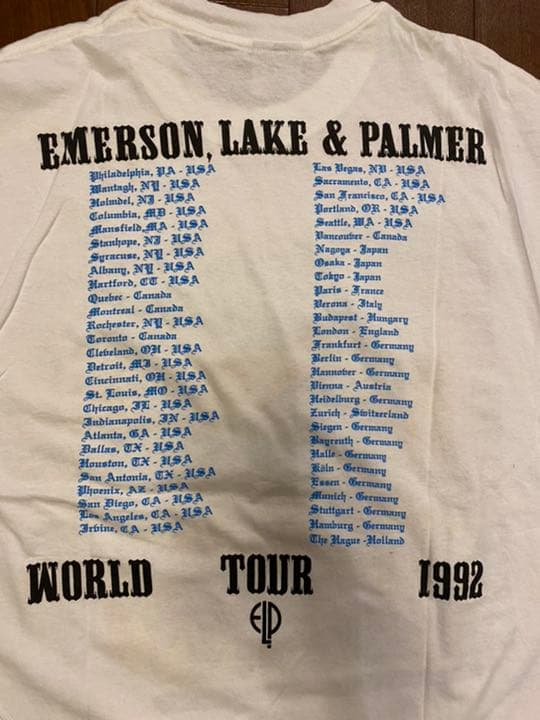 EMERSON, LAKE & PALMER
Philadelphia, PA - USA
Wantagh, NY - USA
Holmdel, NJ - USA
Columbia, MD - USA
Mansfield, MA - USA
Stanhope, NJ - USA
Syracuse, NY - USA
Albany, NY - USA
Hartford, CT - USA
Quebec - Canada
Montreal - Canada
Rochester, NY - USA
Toronto - Canada
Cleveland, OH - USA
Detroit, MI - USA
Cincinnati, OH - USA
St. Louis, MO - USA
Chicago, IL - USA
Indianapolis, IN - USA
Atlanta, GA - USA
Dallas, TX - USA
Houston, TX - USA
San Antonia, TX - USA
Phoenix, AZ - USA
San Diego, CA - USA
Los Angeles, CA - USA
Irvine, CA - USA
Las Vegas, NV - USA
Sacramento, CA - USA
San Francisco, CA - USA
Portland, OR - USA
Seattle, WA - USA
Vancouver - Canada
Nagoya - Japan
Osaka - Japan
Tokyo - Japan
Paris - France
Verona - Italy
Budapest - Hungary
London - England
Frankfurt - Germany
Berlin - Germany
Hannover - Germany
Vienna - Austria
Heidelburg - Germany
Zurich - Switzerland
Siegen - Germany
Bayreuth - Germany
Halle - Germany
Köln - Germany
Essen - Germany
Munich - Germany
Stuttgart - Germany
Hamburg - Germany
The Hague -Holland
WORLD TOUR 1992
ELP